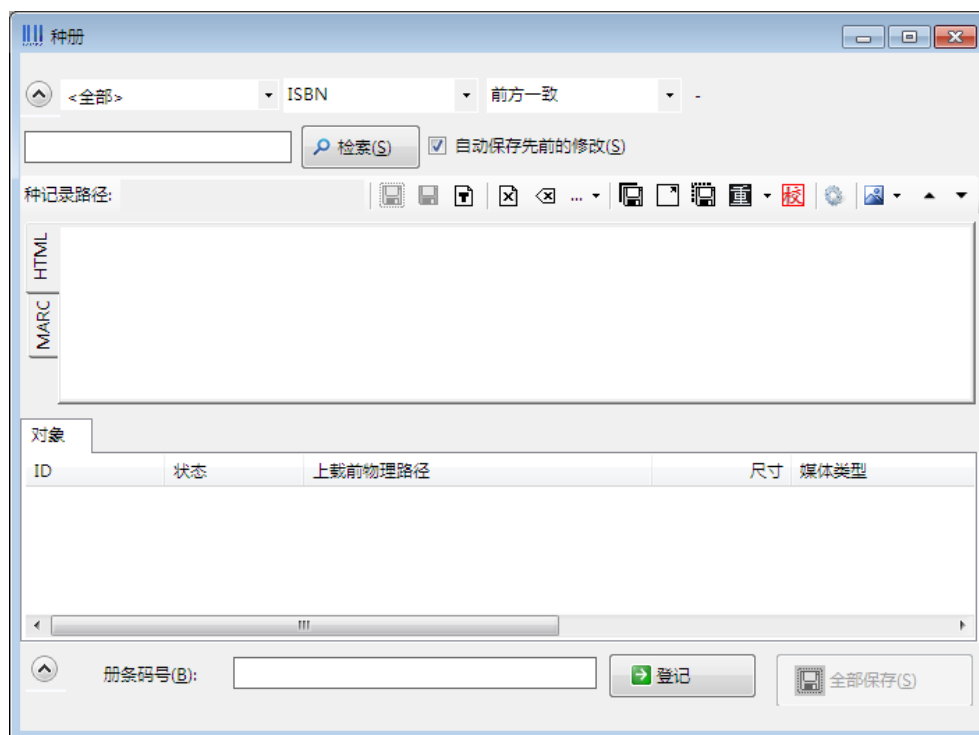 种册
<全部> ISBN 前方一致 -
检索(S) 自动保存先前的修改(S)
种记录路径: ... 重 校
HTML
MARC
对象
ID 状态 上载前物理路径 尺寸 媒体类型
册条码号(B): 登记 全部保存(S)